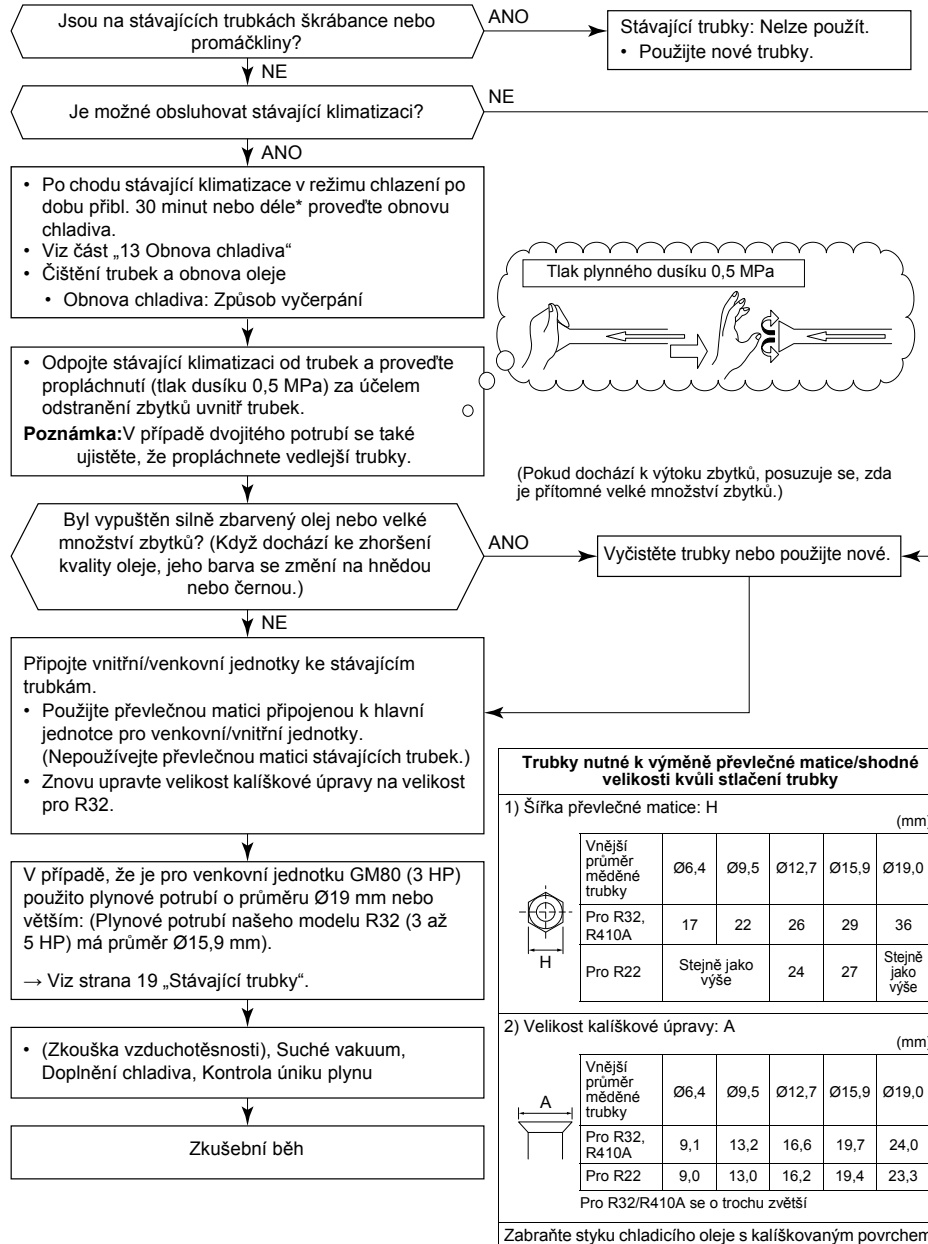 Jsou na stávajících trubkách škrábance nebo
promáčkliny?
ANO
Stávající trubky: Nelze použít.
• Použijte nové trubky.
NE
Je možné obsluhovat stávající klimatizaci?
NE
ANO
• Po chodu stávající klimatizace v režimu chlazení po
dobu přibl. 30 minut nebo déle* proveďte obnovu
chladiva.
• Viz část „13 Obnova chladiva“
• Čištění trubek a obnova oleje
• Obnova chladiva: Způsob vyčerpání
Tlak plynného dusíku 0,5 MPa
• Odpojte stávající klimatizaci od trubek a proveďte
propláchnutí (tlak dusíku 0,5 MPa) za účelem
odstranění zbytků uvnitř trubek.
Poznámka:V případě dvojitého potrubí se také
ujistěte, že propláchnete vedlejší trubky.
(Pokud dochází k výtoku zbytků, posuzuje se, zda
je přítomné velké množství zbytků.)
Byl vypuštěn silně zbarvený olej nebo velké
množství zbytků? (Když dochází ke zhoršení
kvality oleje, jeho barva se změní na hnědou
nebo černou.)
ANO
Vyčistěte trubky nebo použijte nové.
NE
Připojte vnitřní/venkovní jednotky ke stávajícím
trubkám.
• Použijte převlečnou matici připojenou k hlavní
jednotce pro venkovní/vnitřní jednotky.
(Nepoužívejte převlečnou matici stávajících trubek.)
• Znovu upravte velikost kalíškové úpravy na velikost
pro R32.
V případě, že je pro venkovní jednotku GM80 (3 HP)
použito plynové potrubí o průměru Ø19 mm nebo
větším: (Plynové potrubí našeho modelu R32 (3 až
5 HP) má průměr Ø15,9 mm).
→ Viz strana 19 „Stávající trubky“.
• (Zkouška vzduchotěsnosti), Suché vakuum,
Doplnění chladiva, Kontrola úniku plynu
Zkušební běh
Trubky nutné k výměně převlečné matice/shodné
velikosti kvůli stlačení trubky
1) Šířka převlečné matice: H
(mm)
H
Vnější
průměr
měděné
trubky
Ø6,4 Ø9,5 Ø12,7 Ø15,9 Ø19,0
Pro R32,
R410A
17 22 26 29 36
Pro R22
Stejně jako
výše
24 27
Stejně
jako
výše
2) Velikost kalíškové úpravy: A
(mm)
A
Vnější
průměr
měděné
trubky
Ø6,4 Ø9,5 Ø12,7 Ø15,9 Ø19,0
Pro R32,
R410A
9,1 13,2 16,6 19,7 24,0
Pro R22 9,0 13,0 16,2 19,4 23,3
Pro R32/R410A se o trochu zvětší
Zabraňte styku chladicího oleje s kalíškovaným povrchem